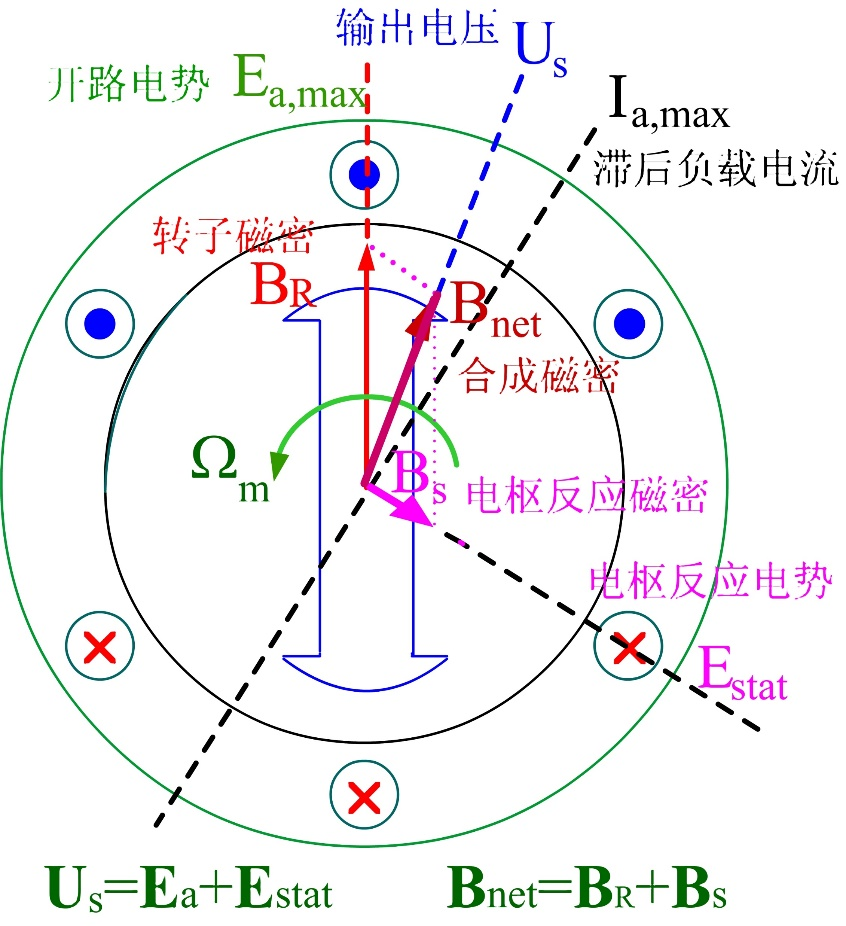 输出电压 Us
开路电势 Ea,max
Ia,max
滞后负载电流
转子磁密
BR
Bnet
合成磁密
Ωm
Bs 电枢反应磁密
电枢反应电势
Estat
Us=Ea+Estat Bnet=BR+Bs